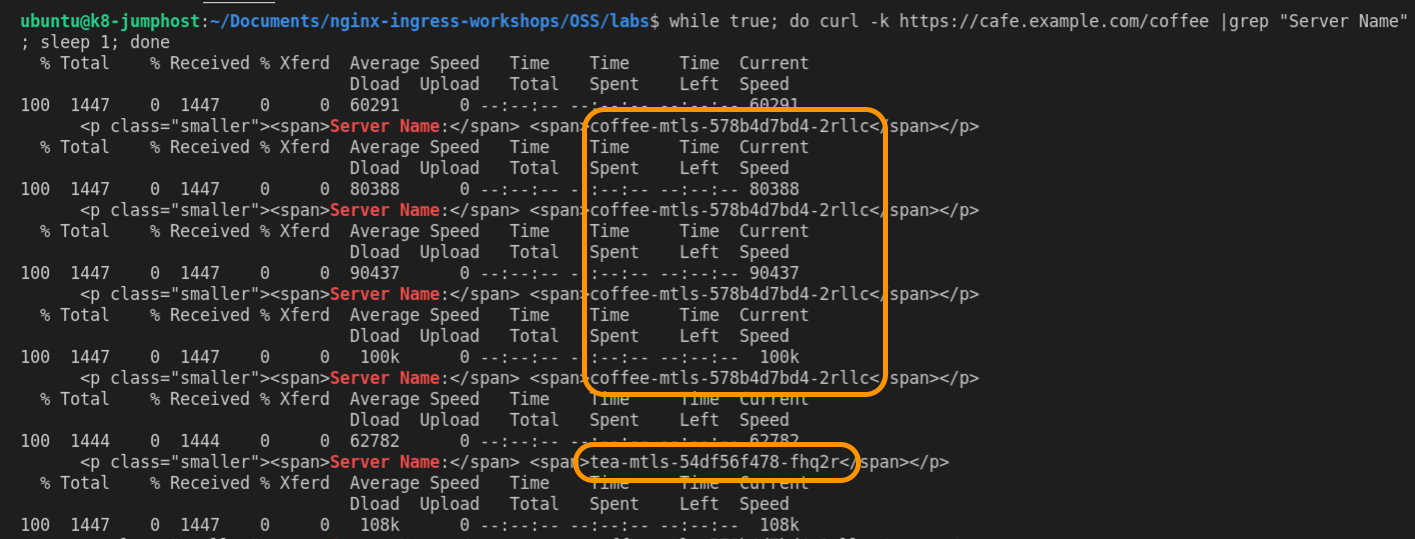 ubuntu@k8-jumphost:~/Documents/nginx-ingress-workshops/OSS/labs$ while true; do curl -k https://cafe.example.com/coffee |grep "Server Name"
; sleep 1; done
  % Total    % Received % Xferd  Average Speed   Time    Time     Time  Current
                                 Dload  Upload   Total   Spent    Left  Speed
100  1447    0  1447    0     0  60291      0 --:--:-- --:--:-- --:--:-- 60291
      <p class="smaller"><span>Server Name:</span> <span>coffee-mtls-578b4d7bd4-2rllc</span></p>
  % Total    % Received % Xferd  Average Speed   Time    Time     Time  Current
                                 Dload  Upload   Total   Spent    Left  Speed
100  1447    0  1447    0     0  80388      0 --:--:-- --:--:-- --:--:-- 80388
      <p class="smaller"><span>Server Name:</span> <span>coffee-mtls-578b4d7bd4-2rllc</span></p>
  % Total    % Received % Xferd  Average Speed   Time    Time     Time  Current
                                 Dload  Upload   Total   Spent    Left  Speed
100  1447    0  1447    0     0  90437      0 --:--:-- --:--:-- --:--:-- 90437
      <p class="smaller"><span>Server Name:</span> <span>coffee-mtls-578b4d7bd4-2rllc</span></p>
  % Total    % Received % Xferd  Average Speed   Time    Time     Time  Current
                                 Dload  Upload   Total   Spent    Left  Speed
100  1447    0  1447    0     0   100k      0 --:--:-- --:--:-- --:--:--  100k
      <p class="smaller"><span>Server Name:</span> <span>coffee-mtls-578b4d7bd4-2rllc</span></p>
  % Total    % Received % Xferd  Average Speed   Time    Time     Time  Current
                                 Dload  Upload   Total   Spent    Left  Speed
100  1444    0  1444    0     0  62782      0 --:--:-- --:--:-- --:--:-- 62782
      <p class="smaller"><span>Server Name:</span> <span>tea-mtls-54df56f478-fhq2r</span></p>
  % Total    % Received % Xferd  Average Speed   Time    Time     Time  Current
                                 Dload  Upload   Total   Spent    Left  Speed
100  1447    0  1447    0     0   108k      0 --:--:-- --:--:-- --:--:--  108k